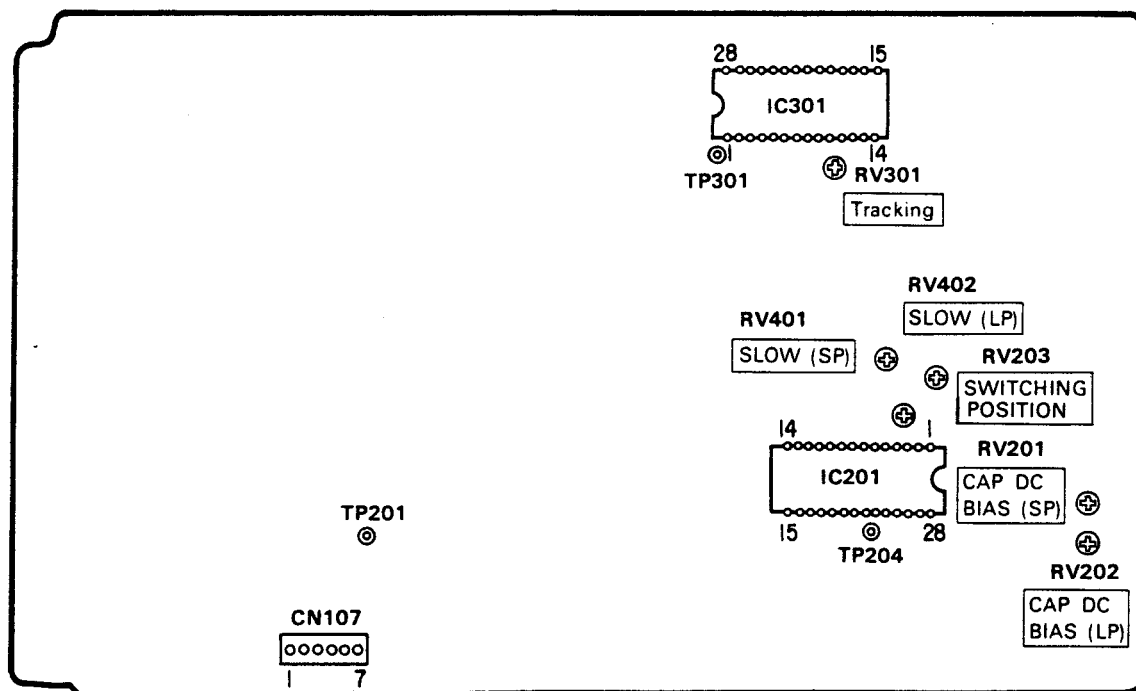 28 15
IC301
1 14
TP301
RV301
Tracking
RV402
SLOW (LP)
RV401
SLOW (SP)
RV203
SWITCHING
POSITION
14 1
IC201
15 28
TP204
RV201
CAP DC
BIAS (SP)
TP201
RV202
CAP DC
BIAS (LP)
CN107
1 7